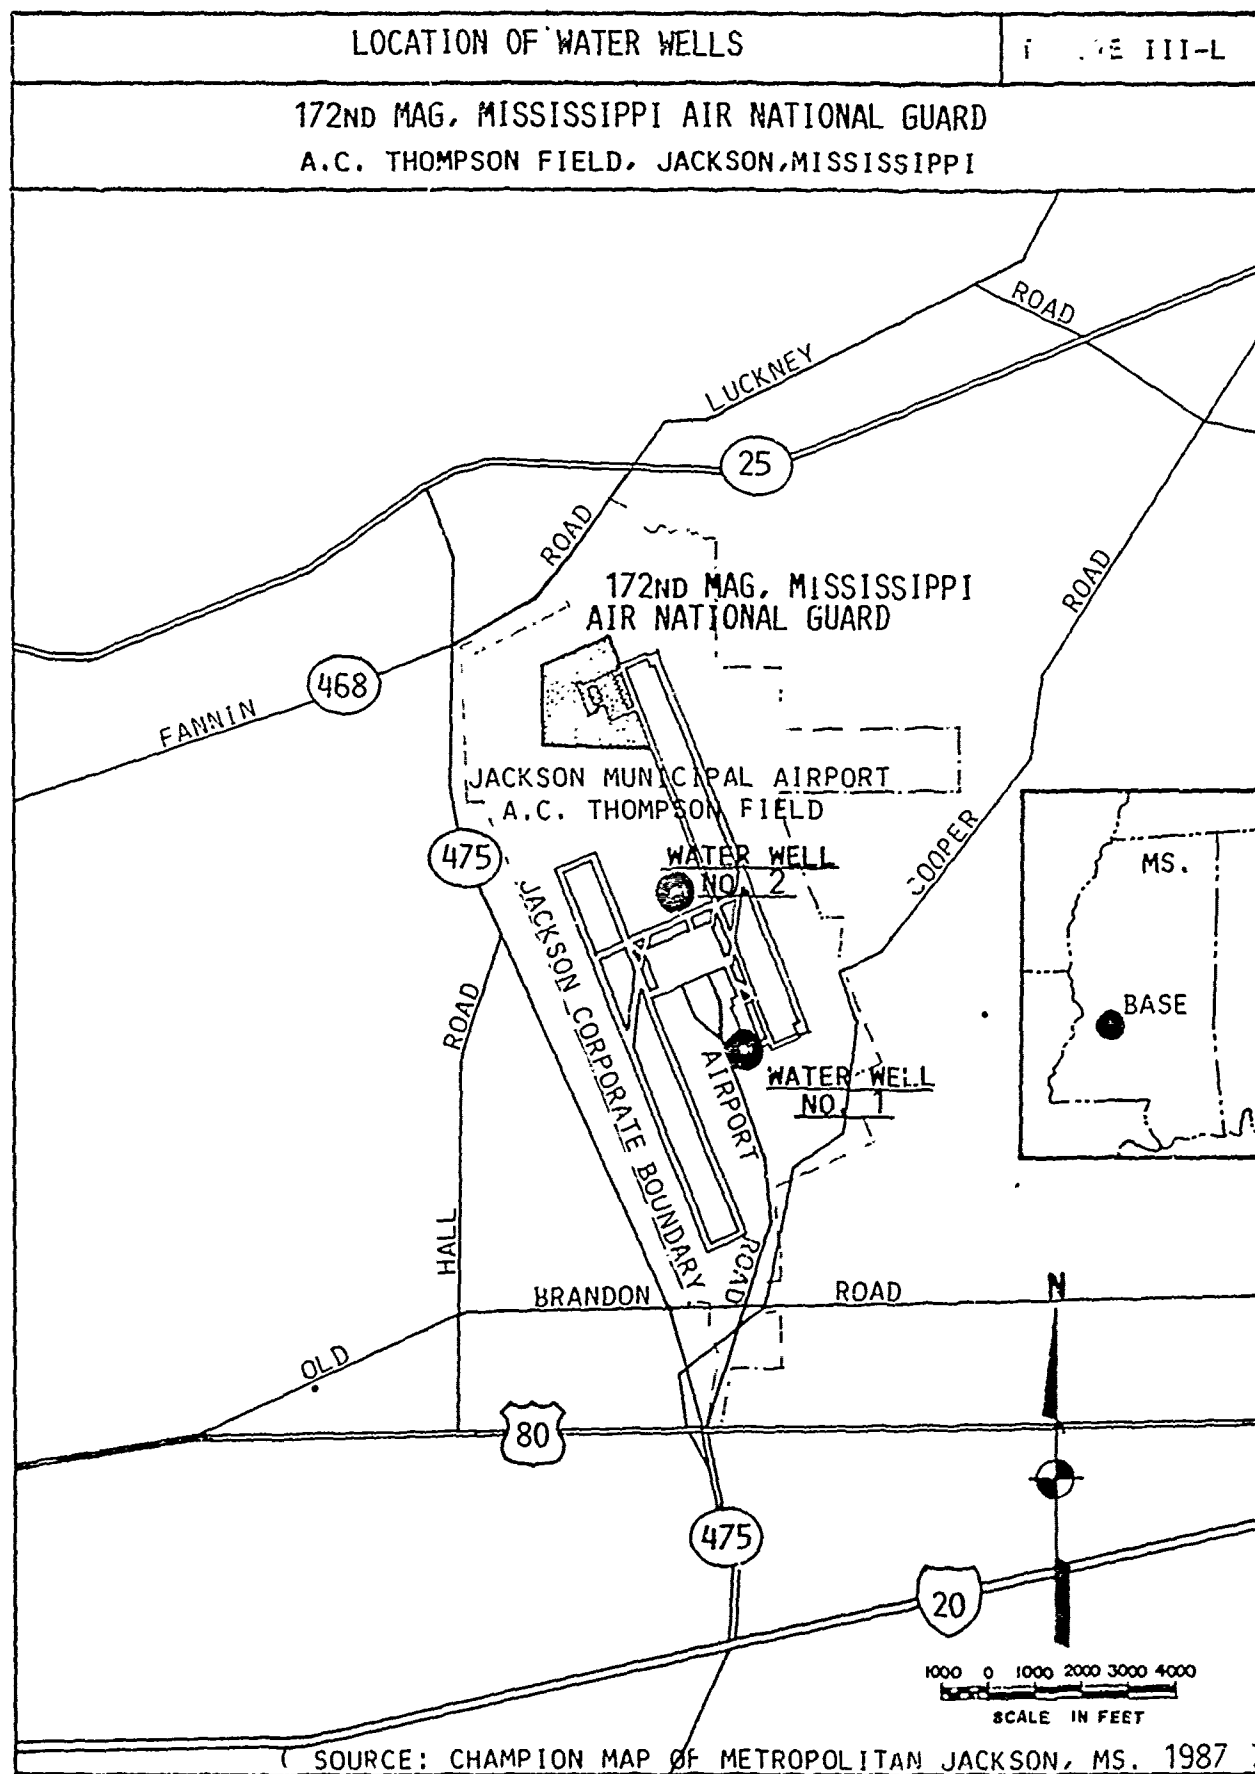 LOCATION OF WATER WELLS
III-L
172ND MAG, MISSISSIPPI AIR NATIONAL GUARD
A.C. THOMPSON FIELD, JACKSON, MISSISSIPPI
ROAD
LUCKNEY
25
ROAD
172ND MAG, MISSISSIPPI
AIR NATIONAL GUARD
ROAD
468
FANNIN
JACKSON MUNICIPAL AIRPORT
A.C. THOMPSON FIELD
475
WATER WELL
NO. 2
COOPER
MS.
BASE
JACKSON CORPORATE BOUNDARY
ROAD
AIRPORT
WATER WELL
NO. 1
HALL
ROAD
BRANDON
ROAD
N
OLD
80
475
20
1000 0 1000 2000 3000 4000
SCALE IN FEET
( SOURCE: CHAMPION MAP OF METROPOLITAN JACKSON, MS. 1987 )